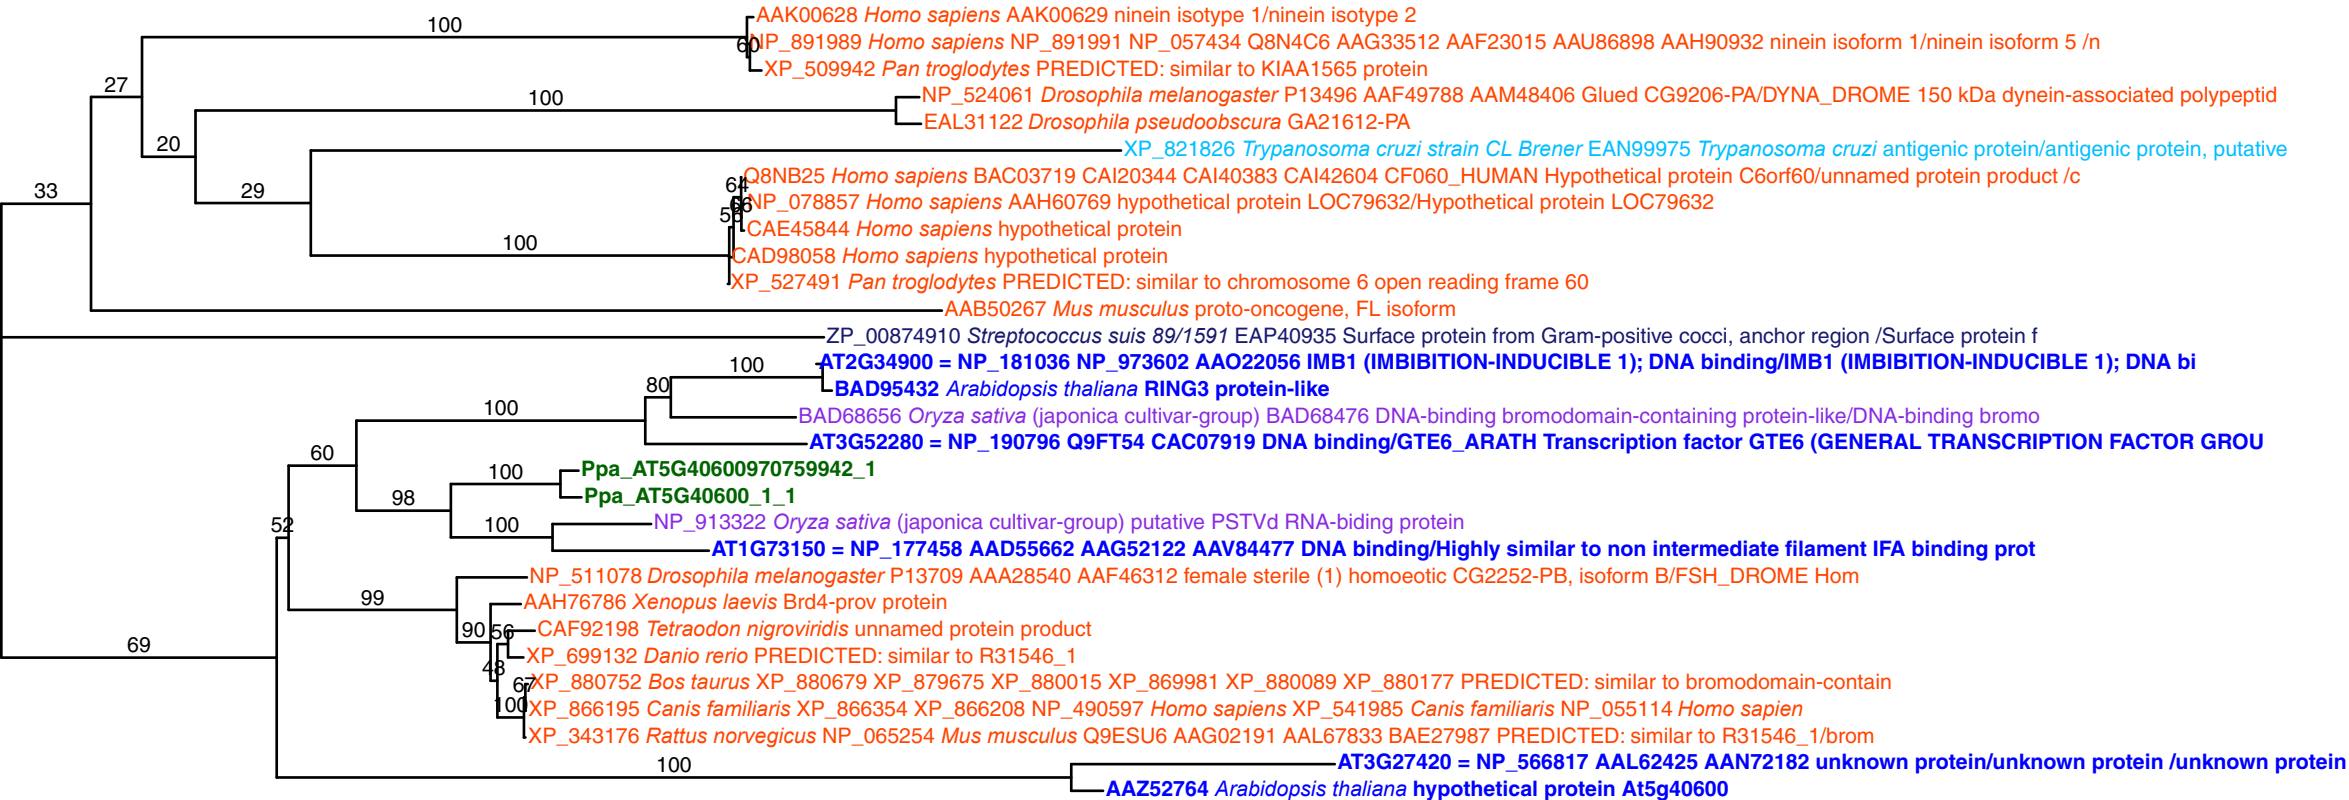 100
AAK00628 Homo sapiens AAK00629 ninein isotype 1/ninein isotype 2
60
NP_891989 Homo sapiens NP_891991 NP_057434 Q8N4C6 AAG33512 AAF23015 AAU86898 AAH90932 ninein isoform 1/ninein isoform 5 /n
XP_509942 Pan troglodytes PREDICTED: similar to KIAA1565 protein
27
100
NP_524061 Drosophila melanogaster P13496 AAF49788 AAM48406 Glued CG9206-PA/DYNA_DROME 150 kDa dynein-associated polypeptid
EAL31122 Drosophila pseudoobscura GA21612-PA
20
XP_821826 Trypanosoma cruzi strain CL Brener EAN99975 Trypanosoma cruzi antigenic protein/antigenic protein, putative
33
29
64
Q8NB25 Homo sapiens BAC03719 CAI20344 CAI40383 CAI42604 CF060_HUMAN Hypothetical protein C6orf60/unnamed protein product /c
66
NP_078857 Homo sapiens AAH60769 hypothetical protein LOC79632/Hypothetical protein LOC79632
CAE45844 Homo sapiens hypothetical protein
100
CAD98058 Homo sapiens hypothetical protein
XP_527491 Pan troglodytes PREDICTED: similar to chromosome 6 open reading frame 60
AAB50267 Mus musculus proto-oncogene, FL isoform
ZP_00874910 Streptococcus suis 89/1591 EAP40935 Surface protein from Gram-positive cocci, anchor region /Surface protein f
100
AT2G34900 = NP_181036 NP_973602 AAO22056 IMB1 (IMBIBITION-INDUCIBLE 1); DNA binding/IMB1 (IMBIBITION-INDUCIBLE 1); DNA bi
80
BAD95432 Arabidopsis thaliana RING3 protein-like
100
BAD68656 Oryza sativa (japonica cultivar-group) BAD68476 DNA-binding bromodomain-containing protein-like/DNA-binding bromo
AT3G52280 = NP_190796 Q9FT54 CAC07919 DNA binding/GTE6_ARATH Transcription factor GTE6 (GENERAL TRANSCRIPTION FACTOR GROU
60
100
Ppa_AT5G40600970759942_1
98
Ppa_AT5G40600_1_1
100
NP_913322 Oryza sativa (japonica cultivar-group) putative PSTVd RNA-biding protein
52
AT1G73150 = NP_177458 AAD55662 AAG52122 AAV84477 DNA binding/Highly similar to non intermediate filament IFA binding prot
NP_511078 Drosophila melanogaster P13709 AAA28540 AAF46312 female sterile (1) homoeotic CG2252-PB, isoform B/FSH_DROME Hom
99
AAH76786 Xenopus laevis Brd4-prov protein
90
56
CAF92198 Tetraodon nigroviridis unnamed protein product
69
XP_699132 Danio rerio PREDICTED: similar to R31546_1
48
67
XP_880752 Bos taurus XP_880679 XP_879675 XP_880015 XP_869981 XP_880089 XP_880177 PREDICTED: similar to bromodomain-contain
100
XP_866195 Canis familiaris XP_866354 XP_866208 NP_490597 Homo sapiens XP_541985 Canis familiaris NP_055114 Homo sapien
XP_343176 Rattus norvegicus NP_065254 Mus musculus Q9ESU6 AAG02191 AAL67833 BAE27987 PREDICTED: similar to R31546_1/brom
100
AT3G27420 = NP_566817 AAL62425 AAN72182 unknown protein/unknown protein /unknown protein
AAZ52764 Arabidopsis thaliana hypothetical protein At5g40600